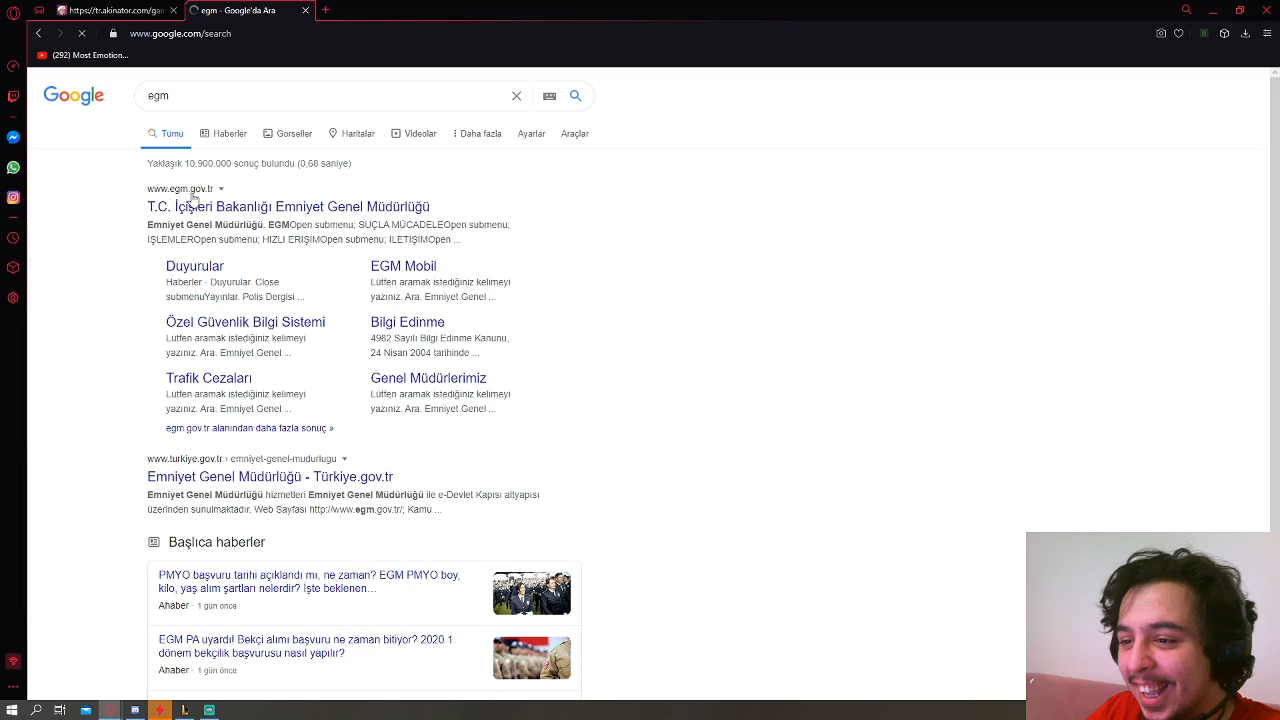 https://tr.akinator.com/gam
egm - Google'da Ara
www.google.com/search
(292) Most Emotion...
Google
egm
Tümü
Haberler
Görseller
Haritalar
Videolar
Daha fazla
Ayarlar
Araçlar
Yaklaşık 10.900.000 sonuç bulundu (0,68 saniye)
www.egm.gov.tr
T.C. İçişleri Bakanlığı Emniyet Genel Müdürlüğü
Emniyet Genel Müdürlüğü. EGMOpen submenu; SUÇLA MÜCADELEOpen submenu;
İŞLEMLEROpen submenu; HIZLI ERİŞİMOpen submenu; İLETİŞİMOpen ...
Duyurular
Haberler · Duyurular. Close
submenuYayınlar. Polis Dergisi ...
EGM Mobil
Lütfen aramak istediğiniz kelimeyi
yazınız. Ara. Emniyet Genel ...
Özel Güvenlik Bilgi Sistemi
Lütfen aramak istediğiniz kelimeyi
yazınız. Ara. Emniyet Genel ...
Bilgi Edinme
4982 Sayılı Bilgi Edinme Kanunu,
24 Nisan 2004 tarihinde ...
Trafik Cezaları
Lütfen aramak istediğiniz kelimeyi
yazınız. Ara. Emniyet Genel ...
Genel Müdürlerimiz
Lütfen aramak istediğiniz kelimeyi
yazınız. Ara. Emniyet Genel ...
egm.gov.tr alanından daha fazla sonuç »
www.turkiye.gov.tr › emniyet-genel-mudurlugu
Emniyet Genel Müdürlüğü - Türkiye.gov.tr
Emniyet Genel Müdürlüğü hizmetleri Emniyet Genel Müdürlüğü ile e-Devlet Kapısı altyapısı
üzerinden sunulmaktadır. Web Sayfası http://www.egm.gov.tr/; Kamu ...
Başlıca haberler
PMYO başvuru tarihi açıklandı mı, ne zaman? EGM PMYO boy,
kilo, yaş alım şartları nelerdir? İşte beklenen…
Ahaber · 1 gün önce
EGM PA uyardı! Bekçi alımı başvuru ne zaman bitiyor? 2020 1.
dönem bekçilik başvurusu nasıl yapılır?
Ahaber · 1 gün önce